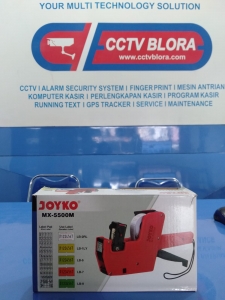 YOUR MULTI TECHNOLOGY SOLUTION
CCTV BLORA
www.cctvblora.com
CCTV I ALARM SECURITY SYSTEM | FINGER PRINT | MESIN ANTRIAN
KOMPUTER KASIR | PERLENGKAPAN KASIR | PROGRAM KASIR
RUNNING TEXT | GPS TRACKER | SERVICE | MAINTENANCE
JOYKO
MX-5500M